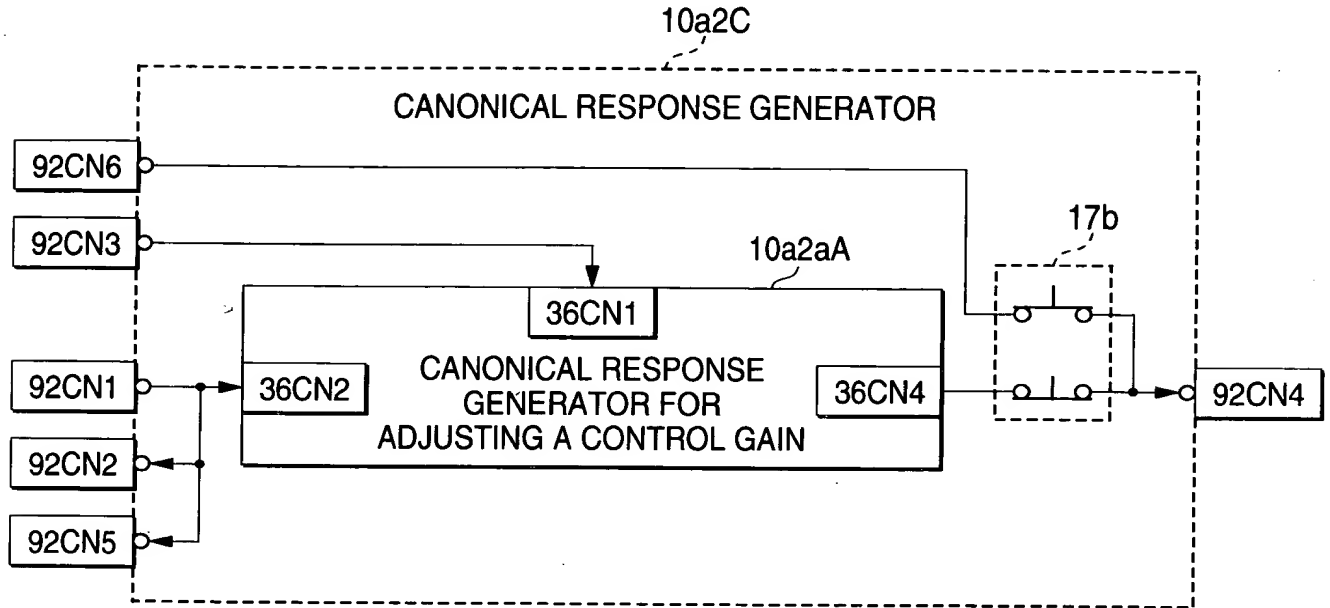 10a2C
CANONICAL RESPONSE GENERATOR
92CN6
17b
92CN3
10a2aA
36CN1
92CN1
36CN2
CANONICAL RESPONSE
GENERATOR FOR
ADJUSTING A CONTROL GAIN
36CN4
92CN4
92CN2
92CN5